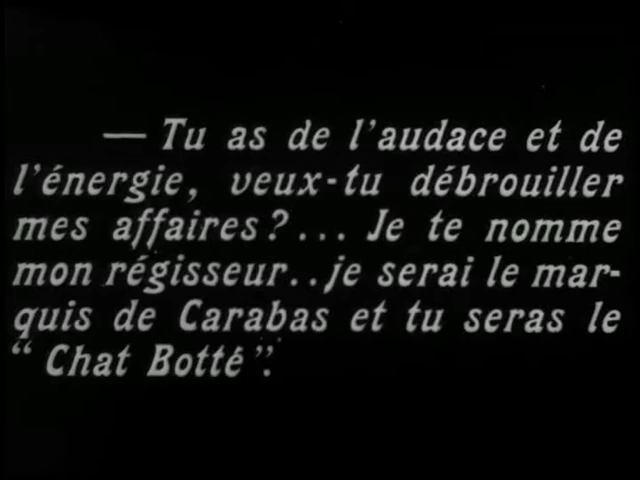 — Tu as de l'audace et de
l'énergie, veux-tu débrouiller
mes affaires?... Je te nomme
mon régisseur..je serai le mar-
quis de Carabas et tu seras le
“ Chat Botté ”.